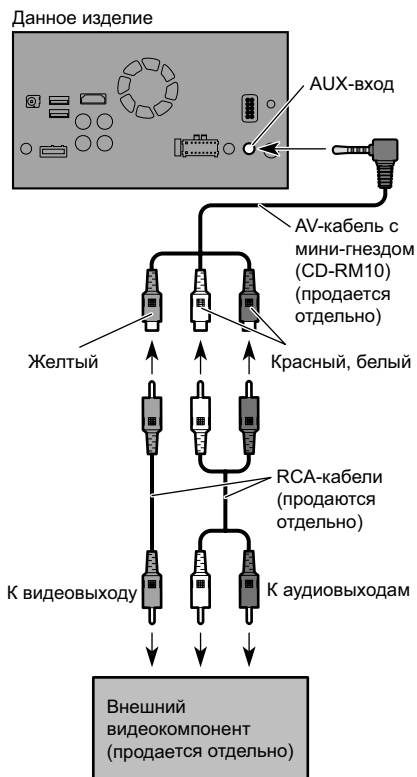 Данное изделие
AUX-вход
AV-кабель с
мини-гнездом
(CD-RM10)
(продается
отдельно)
Желтый
Красный, белый
RCA-кабели
(продаются
отдельно)
К видеовыходу
К аудиовыходам
Внешний
видеокомпонент
(продается отдельно)